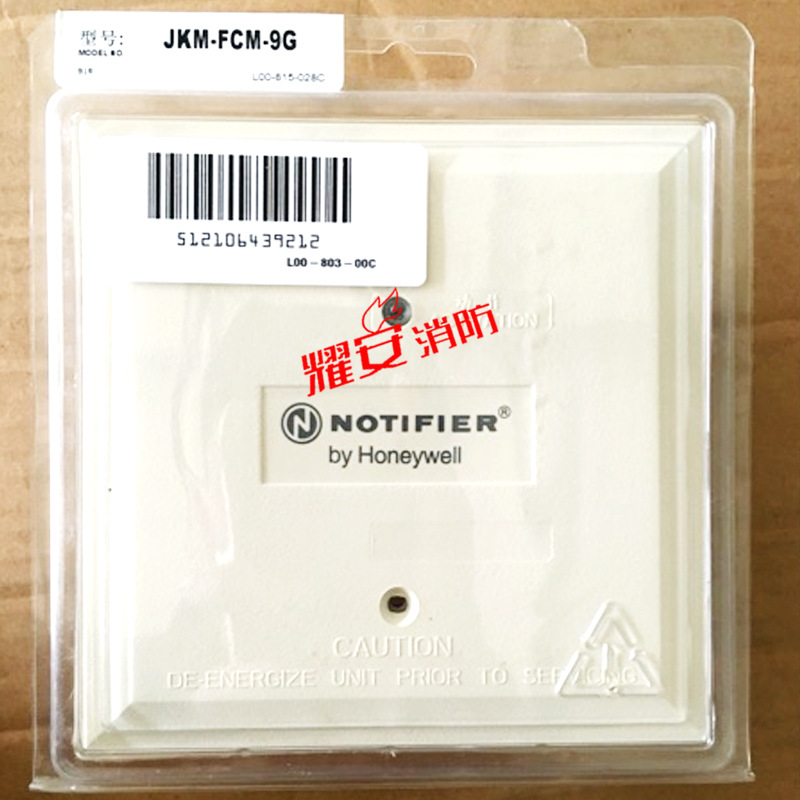 型号: JKM-FCM-9G
MODEL NO.
L00-615-028C
512106439212
L00-803-00C
耀安消防
NOTIFIER®
by Honeywell
CAUTION
DE-ENERGIZE UNIT PRIOR TO SERVICING